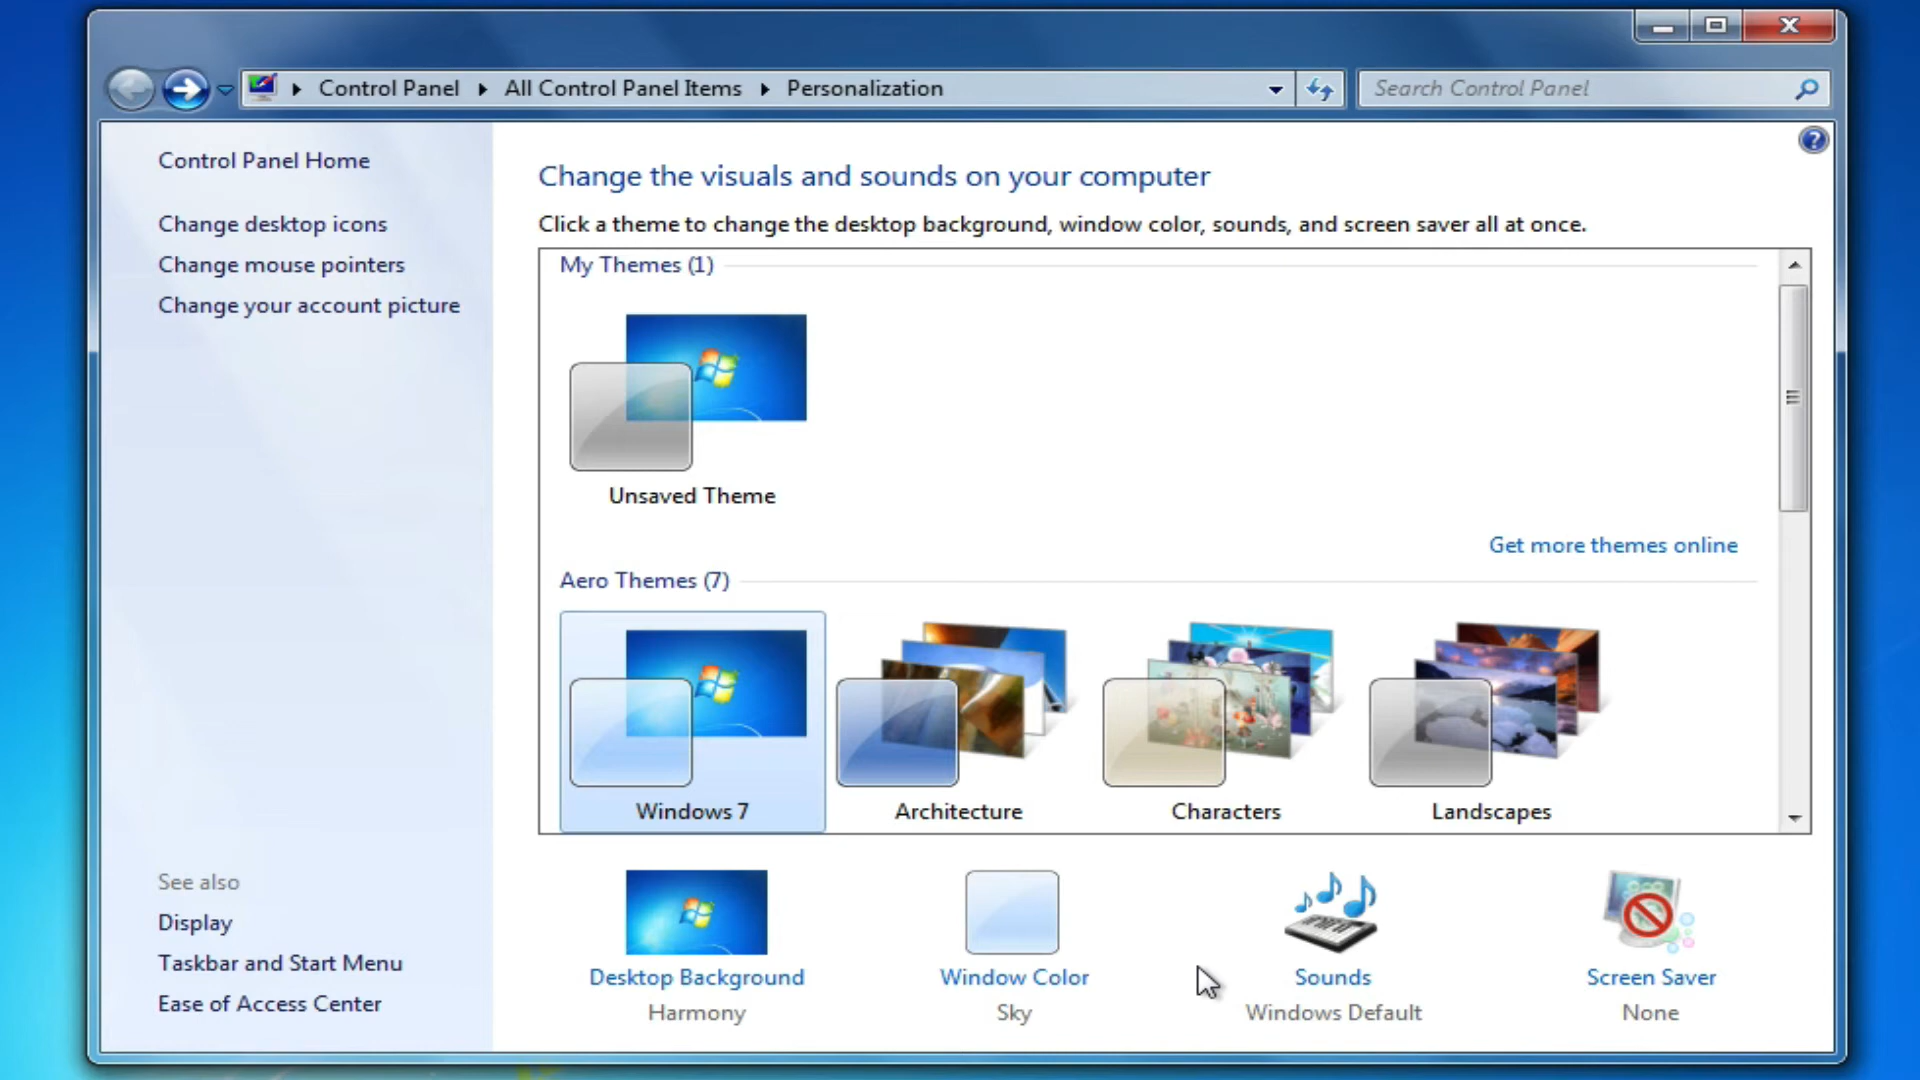 Control Panel All Control Panel Items Personalization
Search Control Panel
Control Panel Home
Change desktop icons
Change mouse pointers
Change your account picture
See also
Display
Taskbar and Start Menu
Ease of Access Center
Change the visuals and sounds on your computer
Click a theme to change the desktop background, window color, sounds, and screen saver all at once.
My Themes (1)
Unsaved Theme
Get more themes online
Aero Themes (7)
Windows 7
Architecture
Characters
Landscapes
Desktop Background
Harmony
Window Color
Sky
Sounds
Windows Default
Screen Saver
None